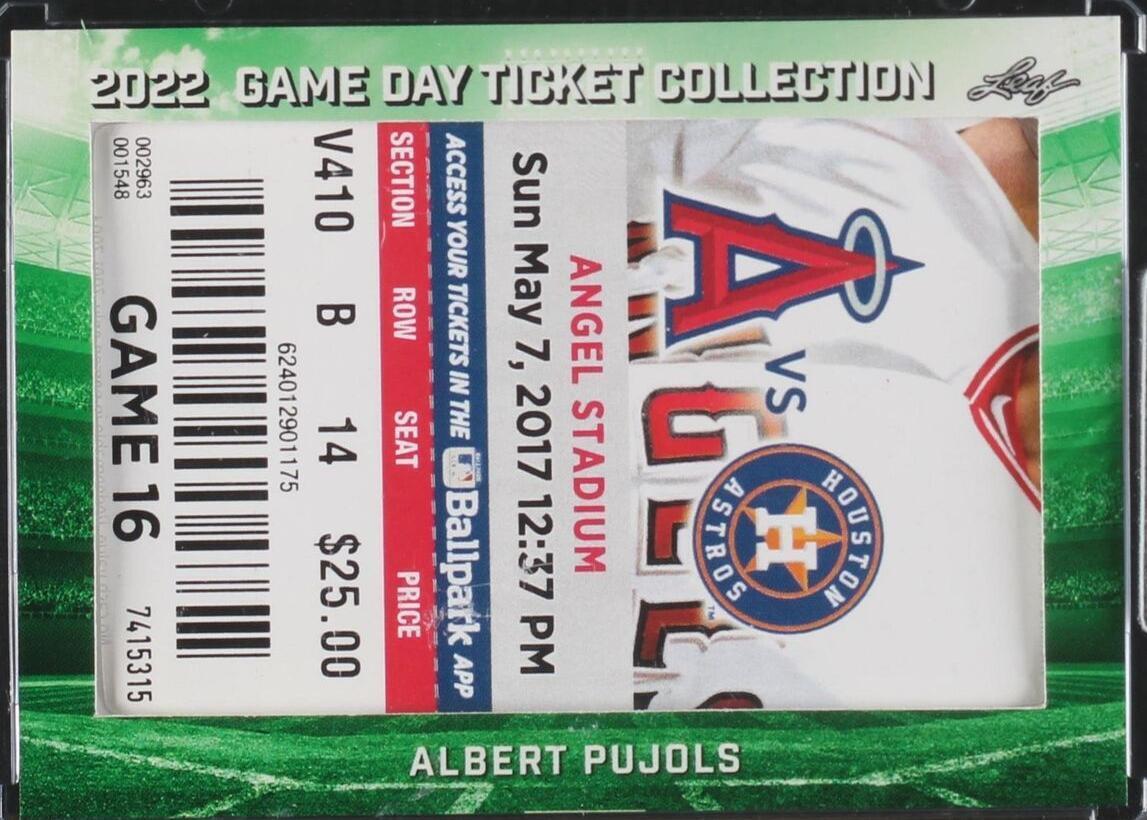 2022 GAME DAY TICKET COLLECTION
Leaf
A
VS
HOUSTON
ASTROS
H
TM
ANGEL STADIUM
Sun May 7, 2017 12:37 PM
ACCESS YOUR TICKETS IN THE Ballpark APP
SECTION ROW SEAT PRICE
V410 B 14 $25.00
624012901175
GAME 16
002963
001548
7415315
ALBERT PUJOLS